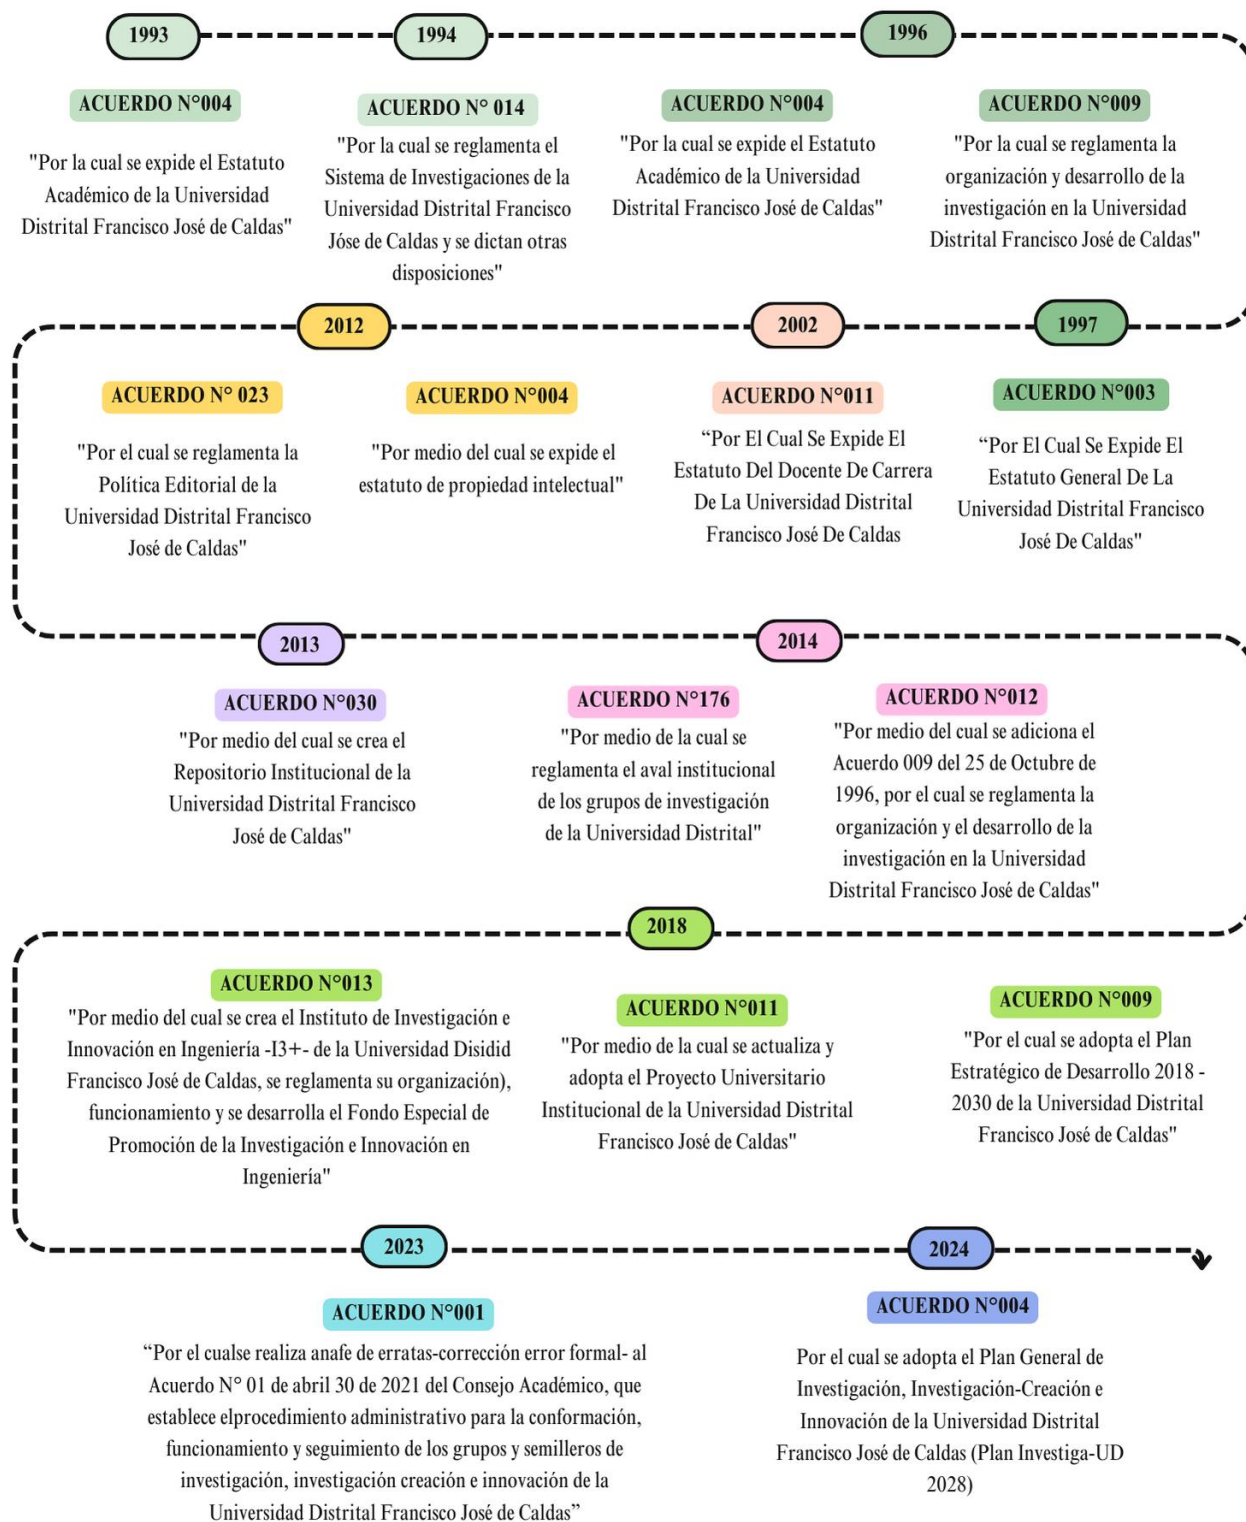 1993
1994
1996
ACUERDO N°004
"Por la cual se expide el Estatuto
Académico de la Universidad
Distrital Francisco José de Caldas"
ACUERDO N° 014
"Por la cual se reglamenta el
Sistema de Investigaciones de la
Universidad Distrital Francisco
Jóse de Caldas y se dictan otras
disposiciones"
ACUERDO N°004
"Por la cual se expide el Estatuto
Académico de la Universidad
Distrital Francisco José de Caldas"
ACUERDO N°009
"Por la cual se reglamenta la
organización y desarrollo de la
investigación en la Universidad
Distrital Francisco José de Caldas"
2012
2002
1997
ACUERDO N° 023
"Por el cual se reglamenta la
Política Editorial de la
Universidad Distrital Francisco
José de Caldas"
ACUERDO N°004
"Por medio del cual se expide el
estatuto de propiedad intelectual"
ACUERDO N°011
“Por El Cual Se Expide El
Estatuto Del Docente De Carrera
De La Universidad Distrital
Francisco José De Caldas
ACUERDO N°003
“Por El Cual Se Expide El
Estatuto General De La
Universidad Distrital Francisco
José De Caldas"
2013
2014
ACUERDO N°030
"Por medio del cual se crea el
Repositorio Institucional de la
Universidad Distrital Francisco
José de Caldas"
ACUERDO N°176
"Por medio de la cual se
reglamenta el aval institucional
de los grupos de investigación
de la Universidad Distrital"
ACUERDO N°012
"Por medio del cual se adiciona el
Acuerdo 009 del 25 de Octubre de
1996, por el cual se reglamenta la
organización y el desarrollo de la
investigación en la Universidad
Distrital Francisco José de Caldas"
2018
ACUERDO N°013
"Por medio del cual se crea el Instituto de Investigación e
Innovación en Ingeniería -I3+- de la Universidad Disidid
Francisco José de Caldas, se reglamenta su organización),
funcionamiento y se desarrolla el Fondo Especial de
Promoción de la Investigación e Innovación en
Ingeniería"
ACUERDO N°011
"Por medio de la cual se actualiza y
adopta el Proyecto Universitario
Institucional de la Universidad Distrital
Francisco José de Caldas"
ACUERDO N°009
"Por el cual se adopta el Plan
Estratégico de Desarrollo 2018 -
2030 de la Universidad Distrital
Francisco José de Caldas"
2023
2024
ACUERDO N°001
“Por el cualse realiza anafe de erratas-corrección error formal- al
Acuerdo N° 01 de abril 30 de 2021 del Consejo Académico, que
establece elprocedimiento administrativo para la conformación,
funcionamiento y seguimiento de los grupos y semilleros de
investigación, investigación creación e innovación de la
Universidad Distrital Francisco José de Caldas”
ACUERDO N°004
Por el cual se adopta el Plan General de
Investigación, Investigación-Creación e
Innovación de la Universidad Distrital
Francisco José de Caldas (Plan Investiga-UD
2028)